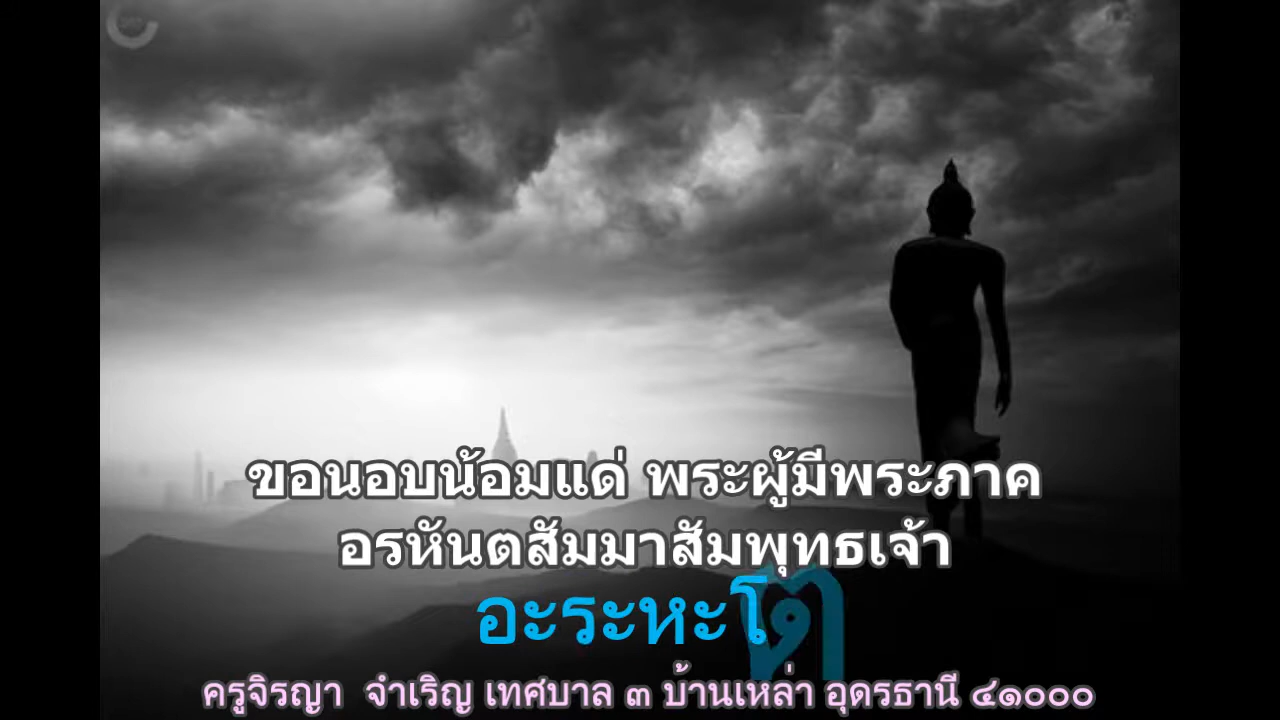 ขอนอบน้อมแด่ พระผู้มีพระภาค
อรหันตสัมมาสัมพุทธเจ้า
อะระหะโต
ครูจิรญา จำเริญ เทศบาล ๓ บ้านเหล่า อุดรธานี ๔๑๐๐๐